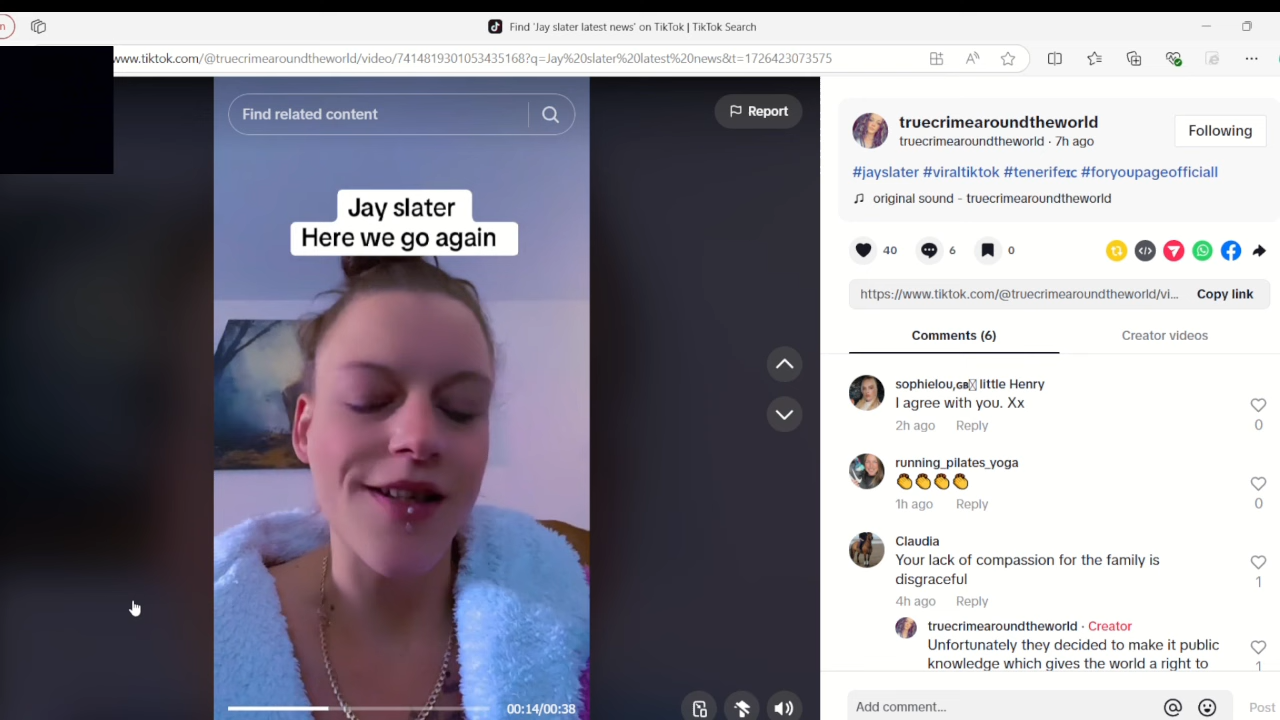 Find 'Jay slater latest news' on TikTok | TikTok Search
www.tiktok.com/@truecrimearoundtheworld/video/7414819301053435168?q=Jay%20slater%20latest%20news&t=1726423073575
Find related content
Report
Jay slater
Here we go again
00:14/00:38
truecrimearoundtheworld
truecrimearoundtheworld · 7h ago
Following
#jayslater #viraltiktok #tenerifeɪc #foryoupageofficiall
original sound - truecrimearoundtheworld
40
6
0
https://www.tiktok.com/@truecrimearoundtheworld/vi...
Copy link
Comments (6)
Creator videos
sophielou,ɢʙ little Henry
I agree with you. Xx
2h ago
Reply
0
running_pilates_yoga
👏👏👏👏
1h ago
Reply
0
Claudia
Your lack of compassion for the family is
disgraceful
4h ago
Reply
1
truecrimearoundtheworld · Creator
Unfortunately they decided to make it public
knowledge which gives the world a right to
1
Add comment...
Post